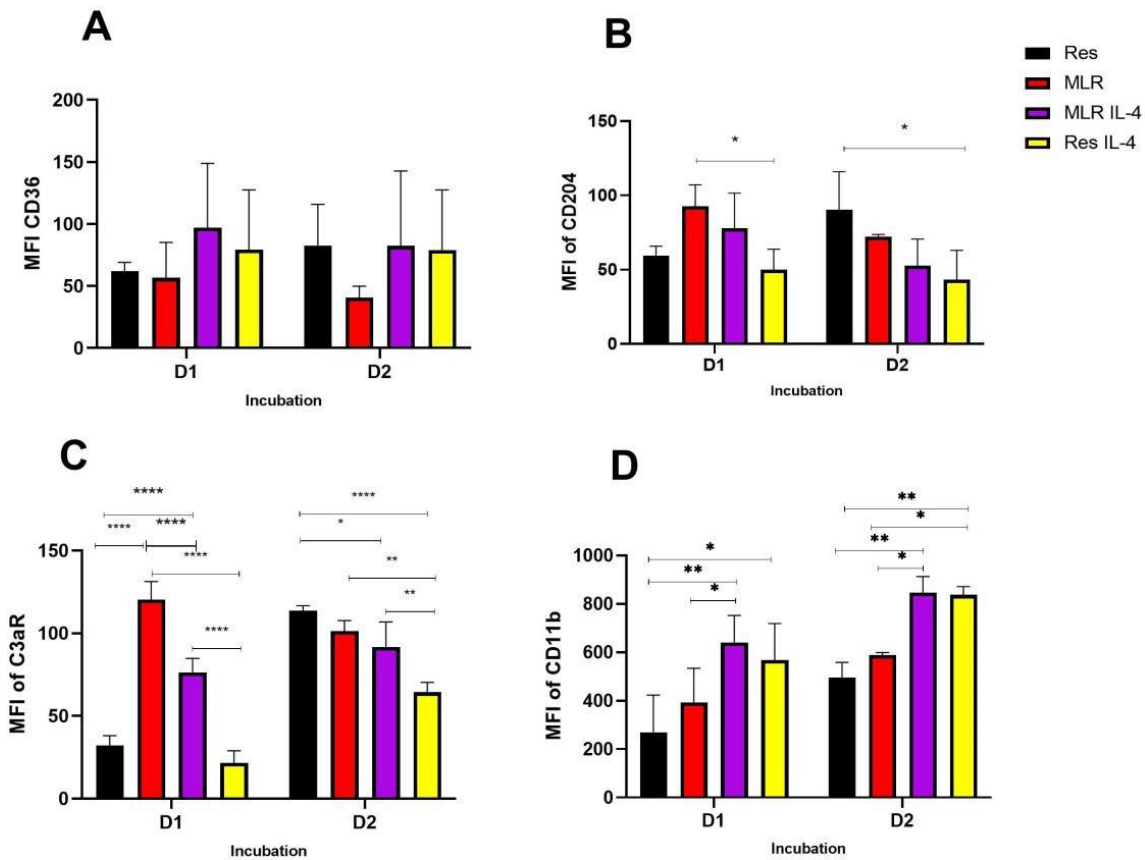 A
MFI CD36
200
150
100
50
0
D1 D2
Incubation
B
MFI of CD204
150
100
50
0
* *
D1 D2
Incubation
Res
MLR
MLR IL-4
Res IL-4
C
MFI of C3aR
150
100
50
0
**** ****
**** **** *
**** **
**** **
D1 D2
Incubation
D
MFI of CD11b
1000
800
600
400
200
0
**
*
* **
** *
*
D1 D2
Incubation